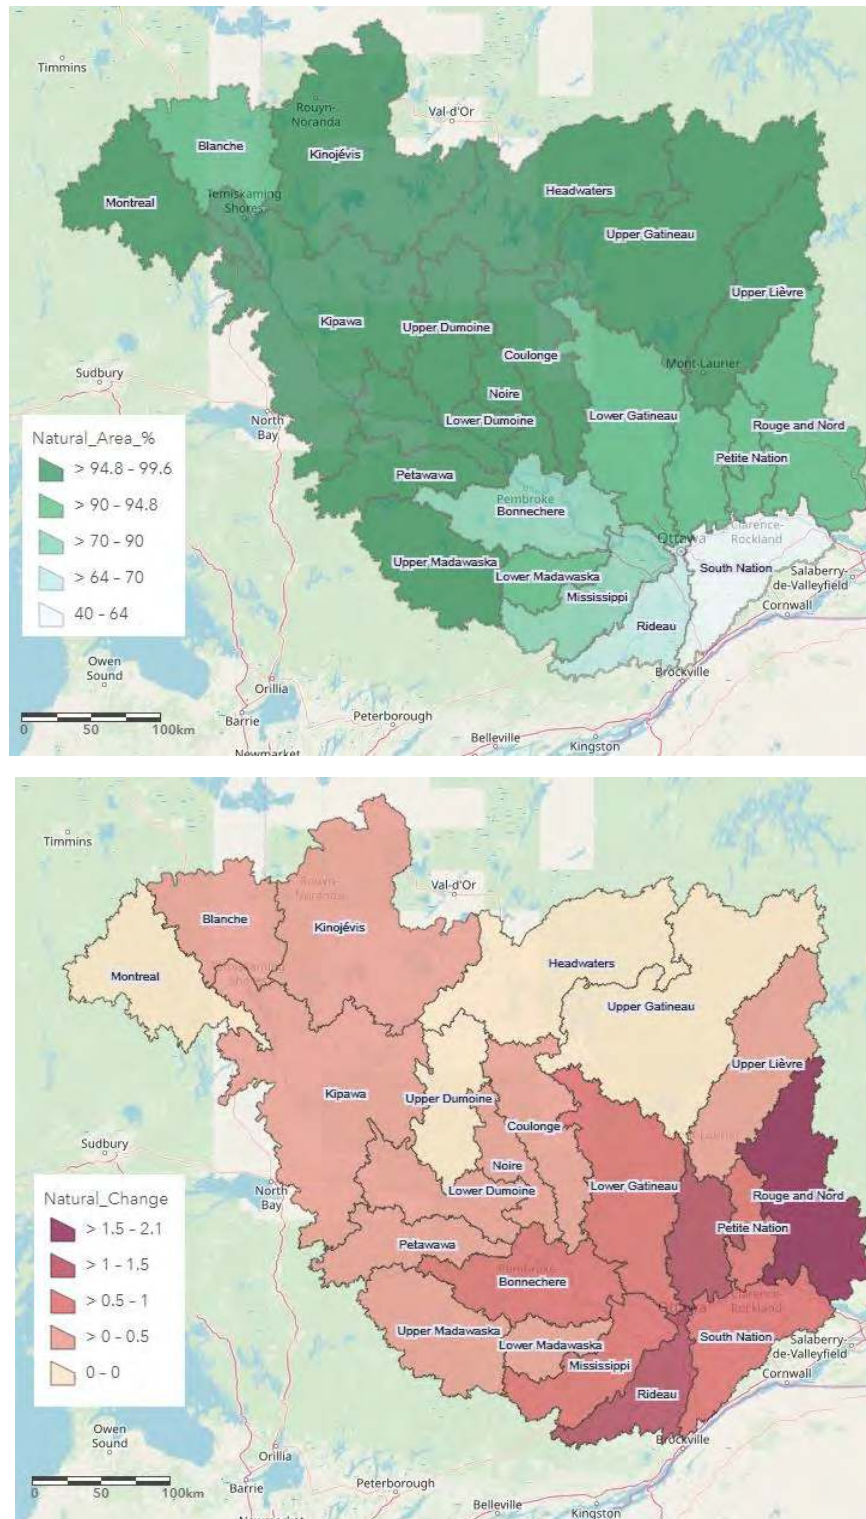 Timmins
Val-d'Or
Rouyn-
Noranda
Blanche
Kinojévis
Montreal
Temiskaming
Shores
Headwaters
Upper Gatineau
Upper Lièvre
Kipawa
Upper Dumoine
Coulonge
Mont-Laurier
Sudbury
Noire
North
Bay
Lower Dumoine
Lower Gatineau
Rouge and Nord
Petite Nation
Petawawa
Pembroke
Bonnechere
Ottawa
Clarence-
Rockland
Upper Madawaska
Lower Madawaska
South Nation
Salaberry-
de-Valleyfield
Mississippi
Cornwall
Rideau
Brockville
Owen
Sound
Orillia
Barrie
Peterborough
Belleville
Kingston
Newmarket
Natural_Area_%
> 94.8 - 99.6
> 90 - 94.8
> 70 - 90
> 64 - 70
40 - 64
0 50 100km
Timmins
Val-d'Or
Rouyn-
Noranda
Blanche
Kinojévis
Montreal
Headwaters
Upper Gatineau
Upper Lièvre
Kipawa
Upper Dumoine
Coulonge
Sudbury
Noire
North
Bay
Lower Dumoine
Lower Gatineau
Rouge and Nord
Petite Nation
Petawawa
Pembroke
Bonnechere
Ottawa
Clarence-
Rockland
Upper Madawaska
Lower Madawaska
South Nation
Salaberry-
de-Valleyfield
Mississippi
Cornwall
Rideau
Brockville
Owen
Sound
Orillia
Barrie
Peterborough
Belleville
Kingston
Natural_Change
> 1.5 - 2.1
> 1 - 1.5
> 0.5 - 1
> 0 - 0.5
0 - 0
0 50 100km